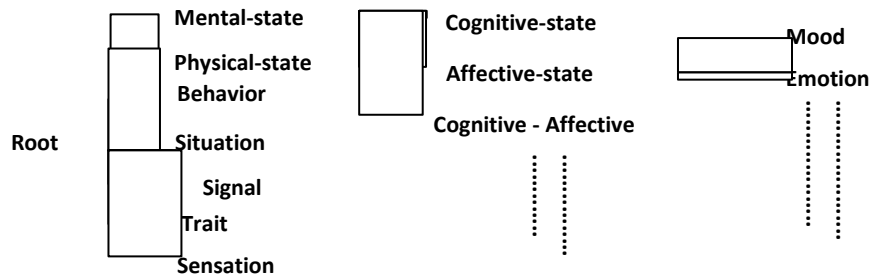 Root
Mental-state
Physical-state
Behavior
Situation
Signal
Trait
Sensation
Cognitive-state
Affective-state
Cognitive - Affective
Mood
Emotion